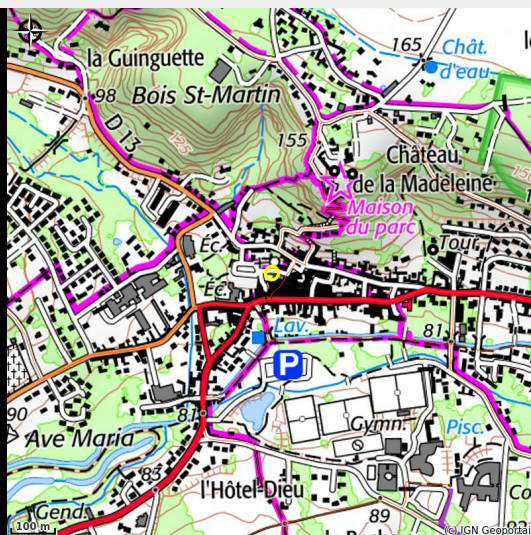 165
Chât.
d'eau
la Guinguette
98
Bois St-Martin
D 13
125
155
Château
de la Madeleine
Maison
du parc
Éc.
Tour
Éc.
Lav.
81
P
90
81
Gymn.
Pisc.
Ave Maria
85
l'Hôtel-Dieu
Gend.
89
100 m
(c) IGN Geoportail